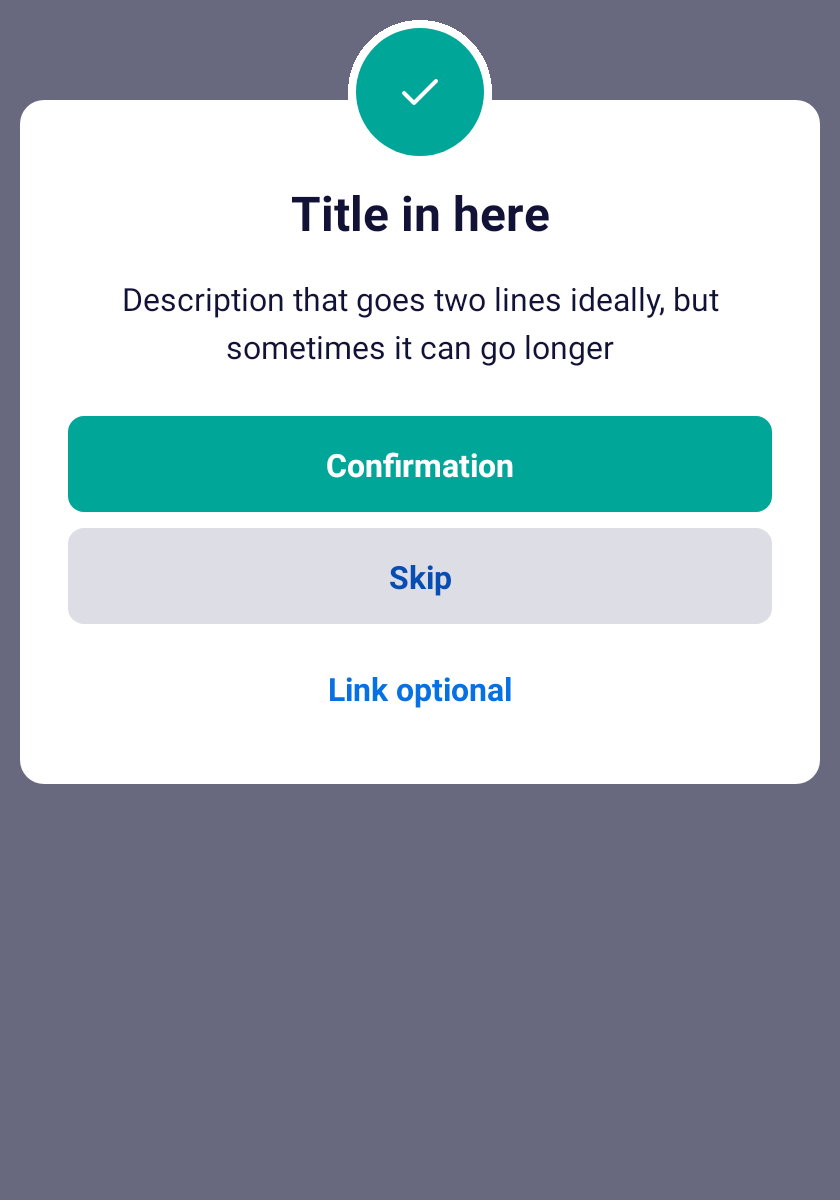 Title in here
Description that goes two lines ideally, but
sometimes it can go longer
Confirmation
Skip
Link optional